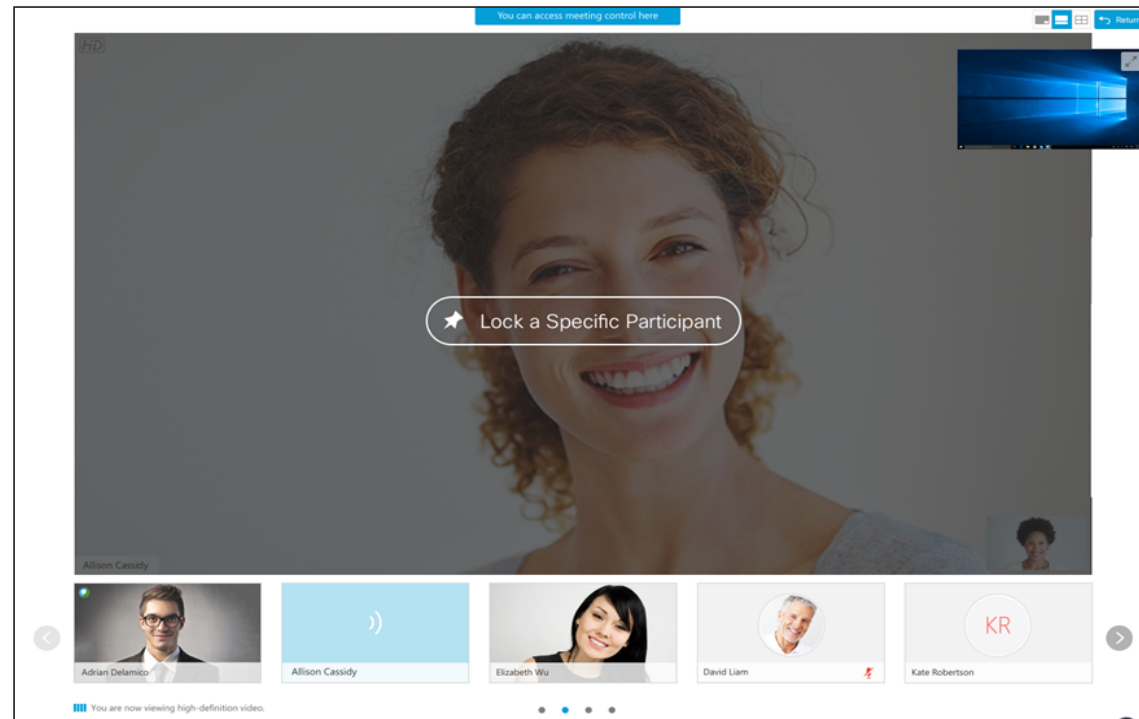 You can access meeting control here
Return
HD
Lock a Specific Participant
Allison Cassidy
Adrian Delamico
Allison Cassidy
Elizabeth Wu
David Liam
KR
Kate Robertson
You are now viewing high-definition video.